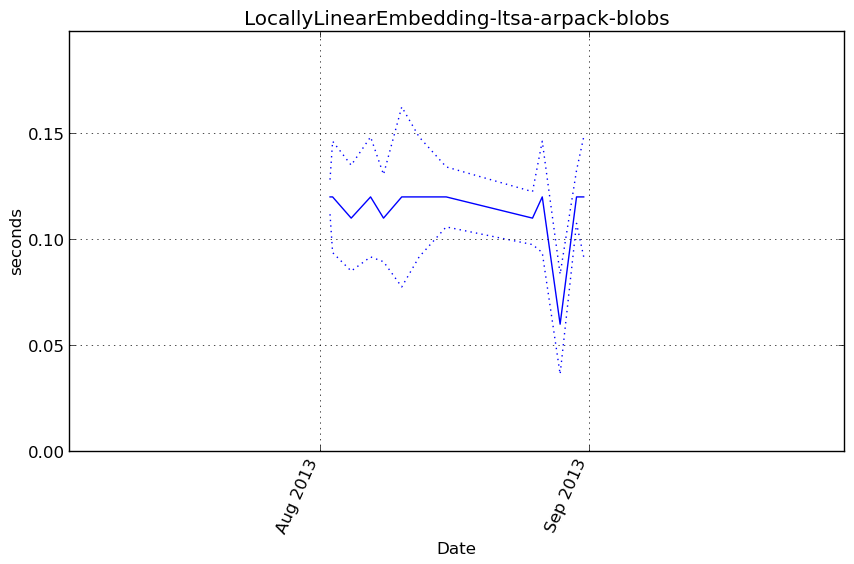 LocallyLinearEmbedding-ltsa-arpack-blobs
0.15
0.10
0.05
0.00
seconds
Aug 2013
Sep 2013
Date